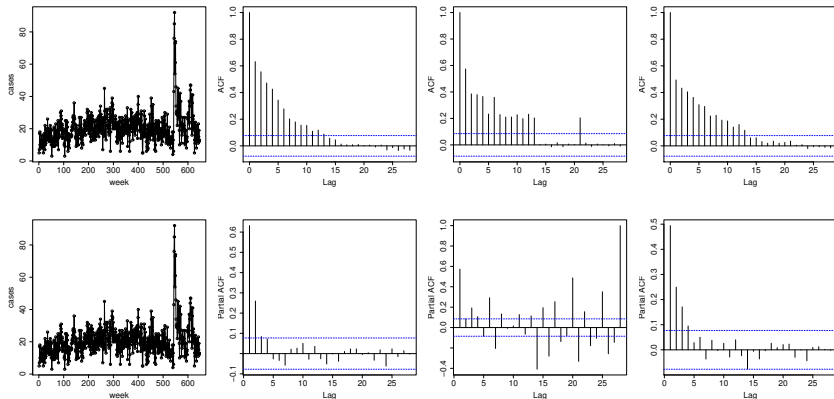 cases
0 20 40 60 80
0 100 200 300 400 500 600
week
ACF
0.0 0.2 0.4 0.6 0.8 1.0
0 5 10 15 20 25
Lag
ACF
0.0 0.2 0.4 0.6 0.8 1.0
0 5 10 15 20 25
Lag
ACF
0.0 0.2 0.4 0.6 0.8 1.0
0 5 10 15 20 25
Lag
cases
0 20 40 60 80
0 100 200 300 400 500 600
week
Partial ACF
−0.1 0.1 0.2 0.3 0.4 0.5 0.6
0 5 10 15 20 25
Lag
Partial ACF
−0.4 0.0 0.2 0.4 0.6 0.8 1.0
0 5 10 15 20 25
Lag
Partial ACF
0.0 0.1 0.2 0.3 0.4 0.5
0 5 10 15 20 25
Lag